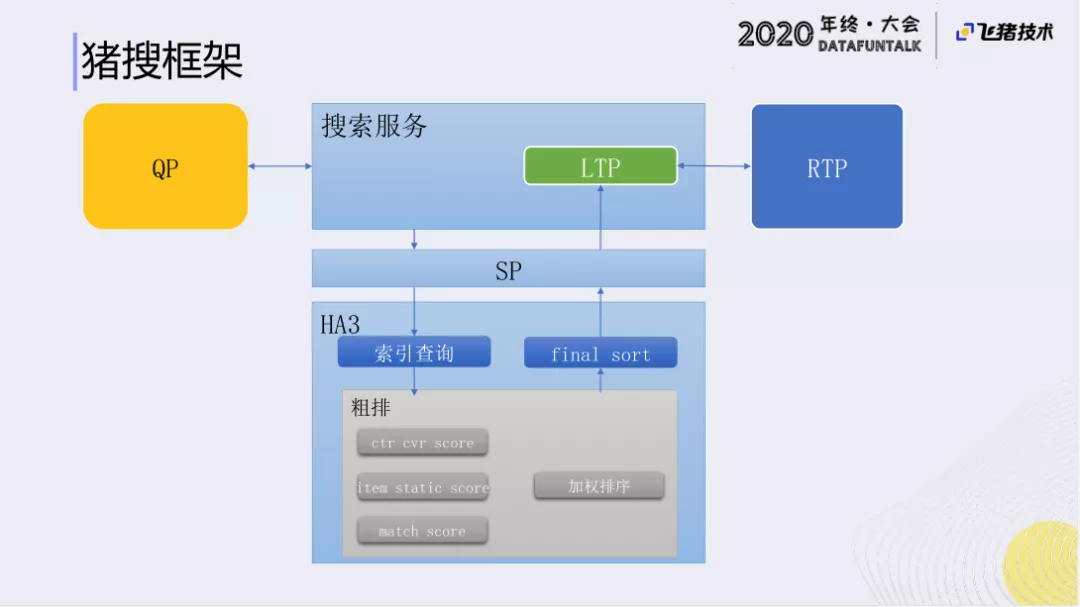 猪搜框架
2020 年终·大会
DATAFUNTALK
飞猪技术
QP
搜索服务
LTP
RTP
SP
HA3
索引查询
final sort
粗排
ctr cvr score
item static score
加权排序
match score